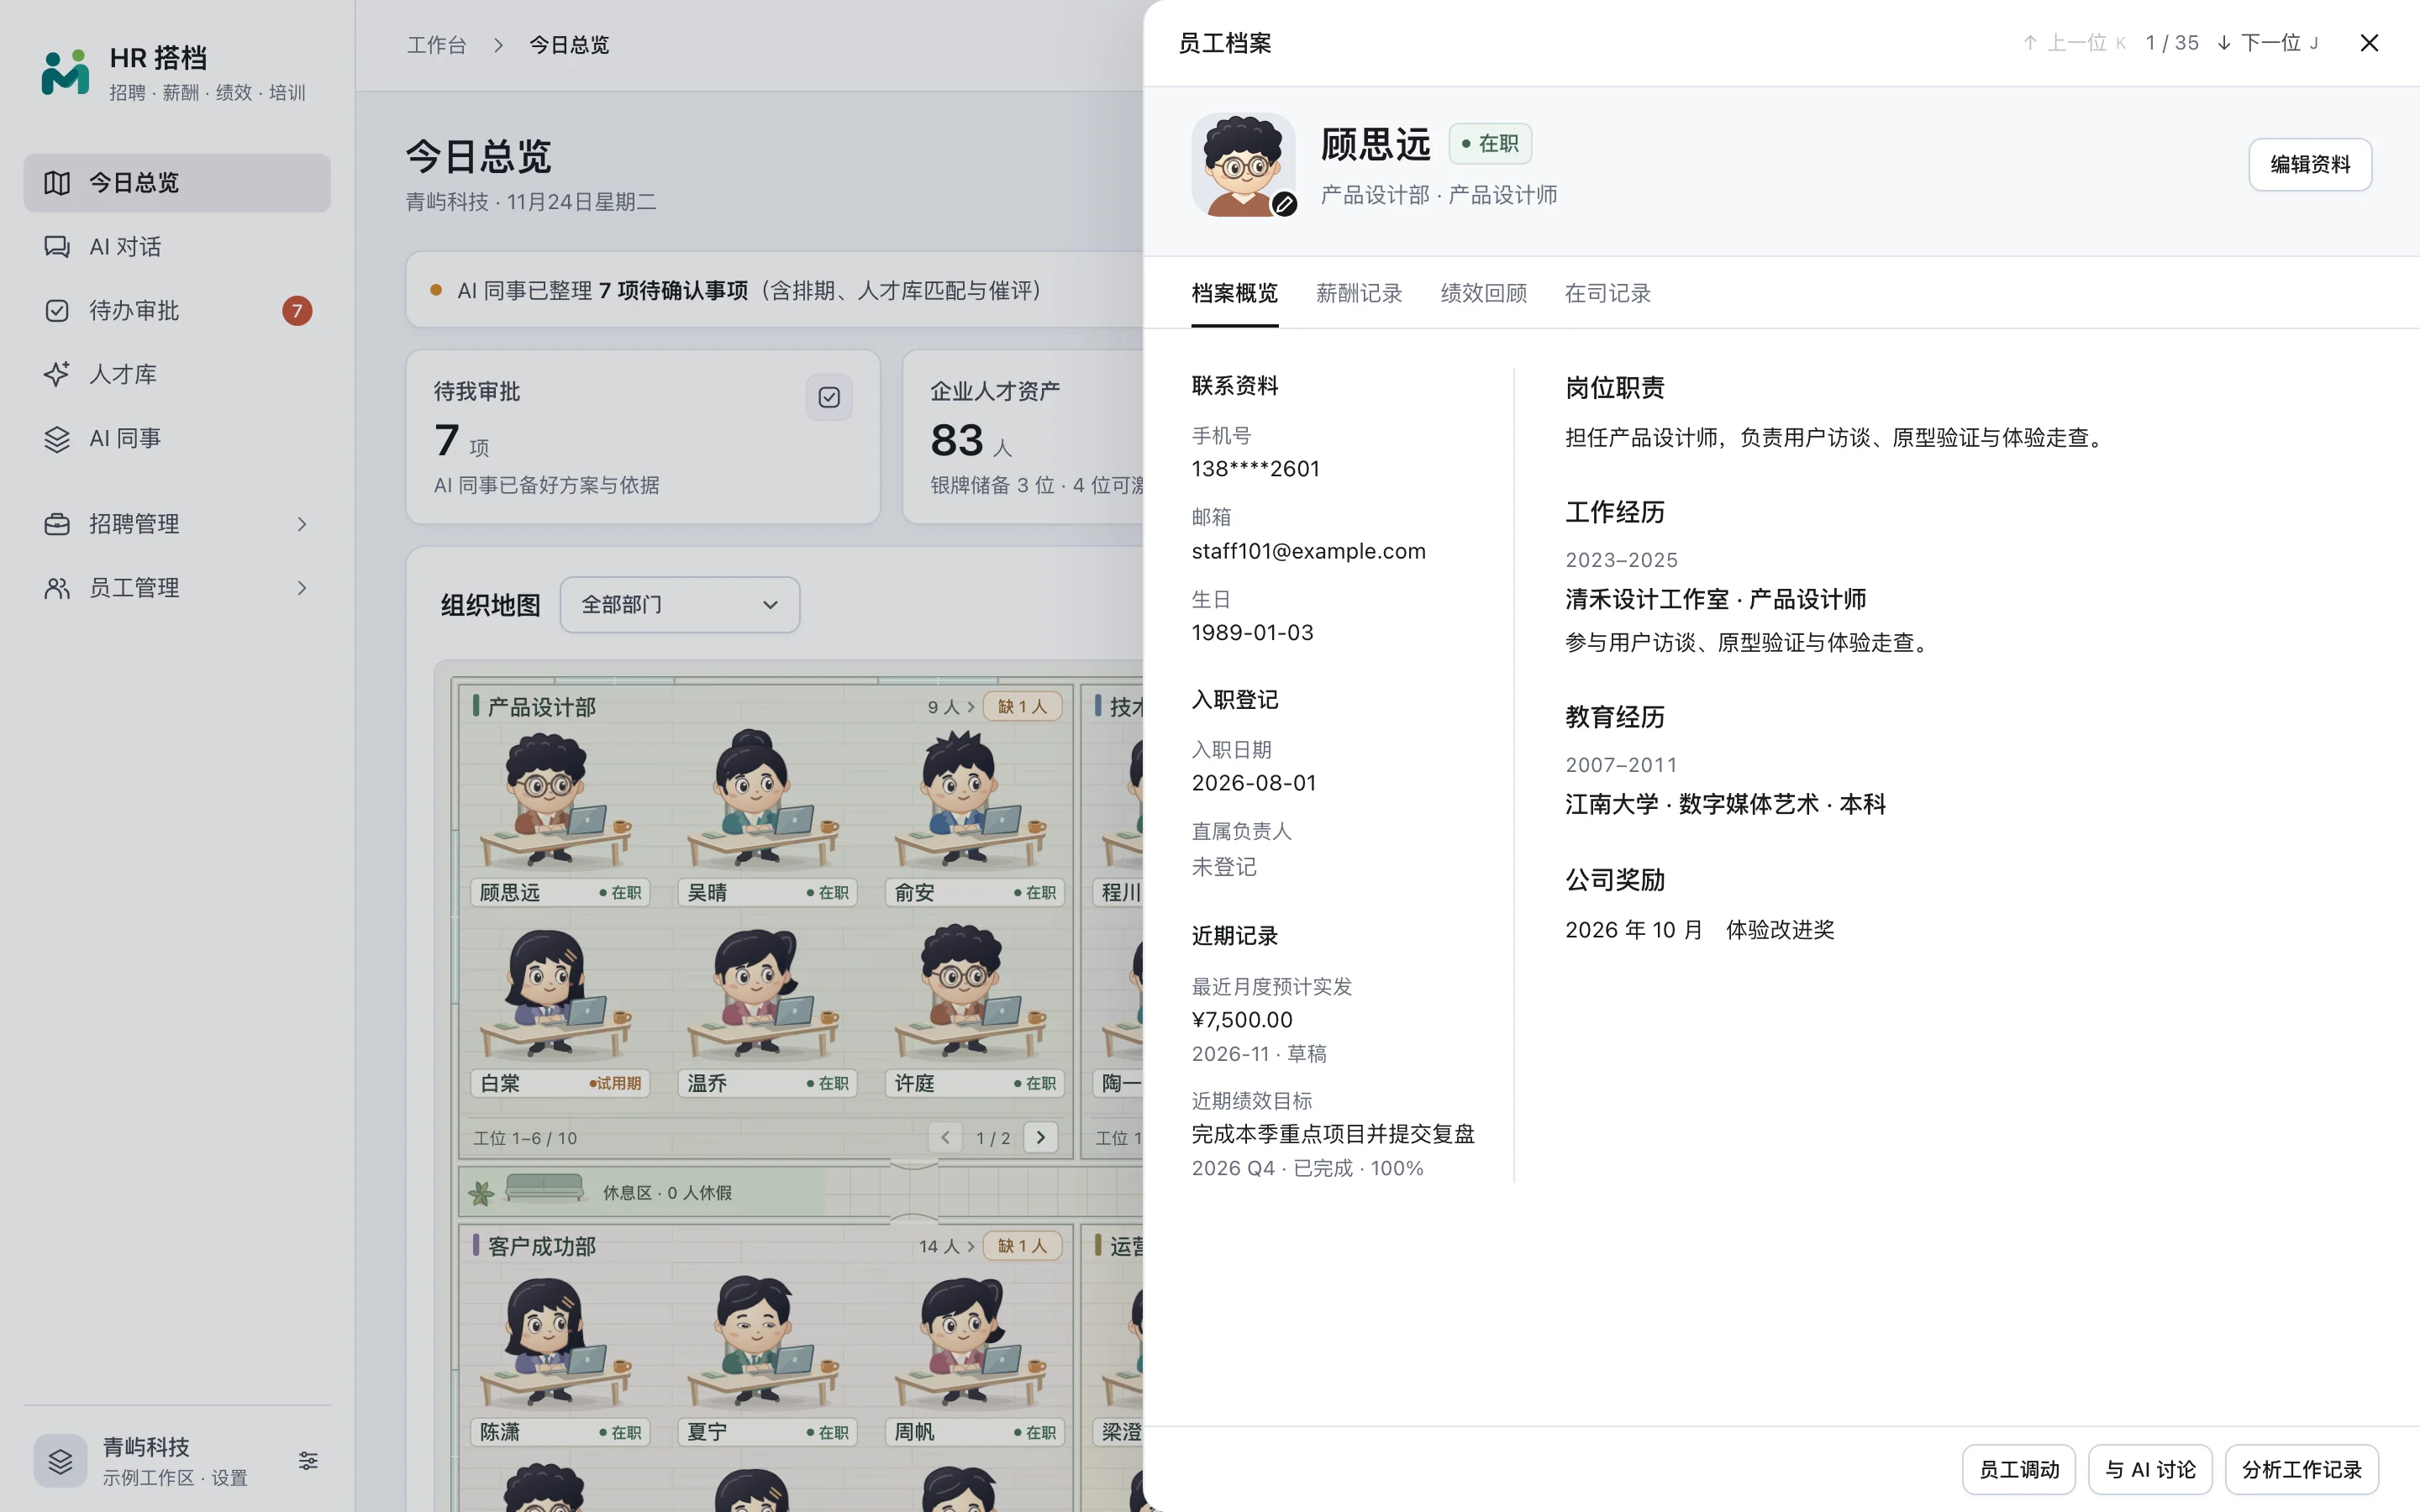 HR 搭档
招聘 · 薪酬 · 绩效 · 培训
今日总览
AI 对话
待办审批
7
人才库
AI 同事
招聘管理
员工管理
青屿科技
示例工作区 · 设置
工作台 > 今日总览
今日总览
青屿科技 · 11月24日星期二
AI 同事已整理 7 项待确认事项（含排期、人才库匹配与催评）
待我审批
7 项
AI 同事已备好方案与依据
企业人才资产
83 人
银牌储备 3 位 · 4 位可
组织地图
全部部门
产品设计部
9 人 >
缺 1 人
顾思远
在职
吴晴
在职
俞安
在职
程川
白棠
试用期
温乔
在职
许庭
在职
陶一
工位 1–6 / 10
1 / 2
工位 1
休息区 · 0 人休假
客户成功部
14 人 >
缺 1 人
运营
陈潇
在职
夏宁
在职
周帆
在职
梁澄
员工档案
↑ 上一位 K
1 / 35
↓ 下一位 J
顾思远
在职
产品设计部 · 产品设计师
编辑资料
档案概览
薪酬记录
绩效回顾
在司记录
联系资料
手机号
138****2601
邮箱
staff101@example.com
生日
1989-01-03
入职登记
入职日期
2026-08-01
直属负责人
未登记
近期记录
最近月度预计实发
¥7,500.00
2026-11 · 草稿
近期绩效目标
完成本季重点项目并提交复盘
2026 Q4 · 已完成 · 100%
岗位职责
担任产品设计师，负责用户访谈、原型验证与体验走查。
工作经历
2023–2025
清禾设计工作室 · 产品设计师
参与用户访谈、原型验证与体验走查。
教育经历
2007–2011
江南大学 · 数字媒体艺术 · 本科
公司奖励
2026 年 10 月 体验改进奖
员工调动
与 AI 讨论
分析工作记录